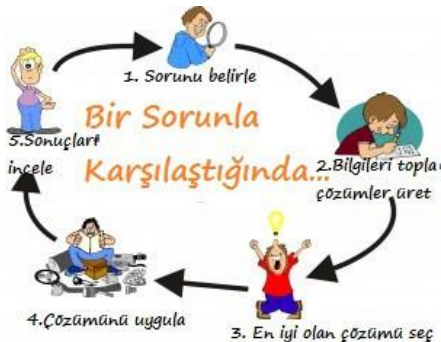 1. Sorunu belirle
Bir Sorunla
Karşılaştığında...
2.Bilgileri topla
çözümler üret
3. En iyi olan çözümü seç
4.Çözümünü uygula
5.Sonuçları
incele